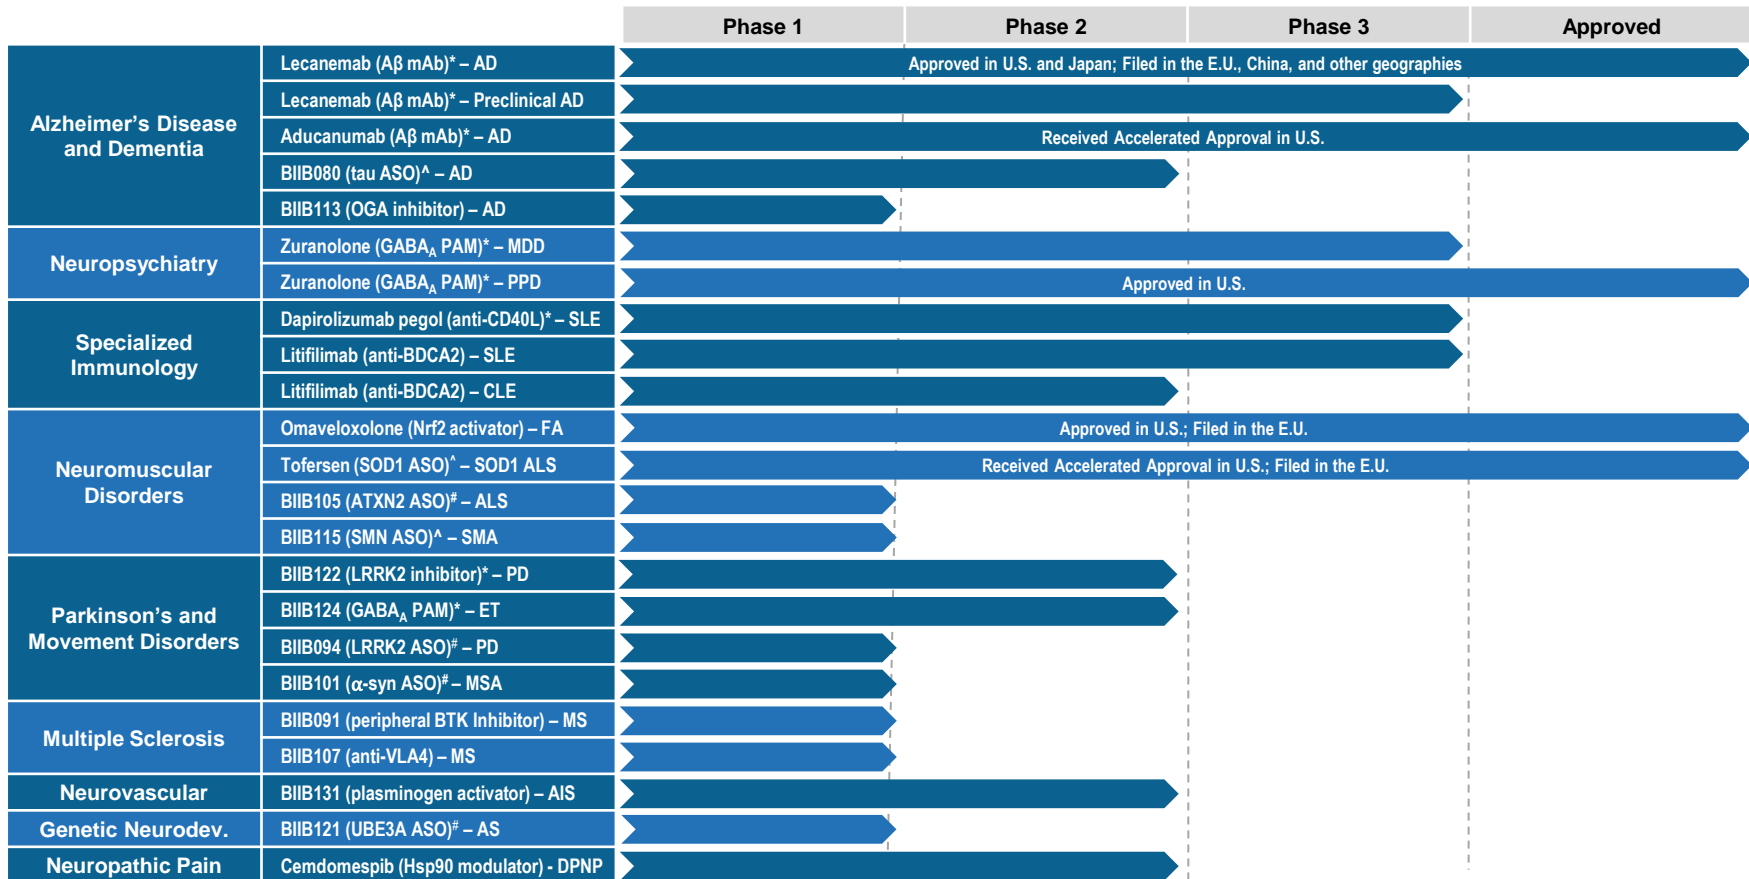 Phase 1 Phase 2 Phase 3 Approved
Alzheimer's Disease
and Dementia
Lecanemab (Aβ mAb)* – AD
Approved in U.S. and Japan; Filed in the E.U., China, and other geographies
Lecanemab (Aβ mAb)* – Preclinical AD
Aducanumab (Aβ mAb)* – AD
Received Accelerated Approval in U.S.
BIIB080 (tau ASO)^ – AD
BIIB113 (OGA inhibitor) – AD
Neuropsychiatry
Zuranolone (GABAA PAM)* – MDD
Zuranolone (GABAA PAM)* – PPD
Approved in U.S.
Specialized
Immunology
Dapirolizumab pegol (anti-CD40L)* – SLE
Litifilimab (anti-BDCA2) – SLE
Litifilimab (anti-BDCA2) – CLE
Neuromuscular
Disorders
Omaveloxolone (Nrf2 activator) – FA
Approved in U.S.; Filed in the E.U.
Tofersen (SOD1 ASO)^ – SOD1 ALS
Received Accelerated Approval in U.S.; Filed in the E.U.
BIIB105 (ATXN2 ASO)# – ALS
BIIB115 (SMN ASO)^ – SMA
Parkinson's and
Movement Disorders
BIIB122 (LRRK2 inhibitor)* – PD
BIIB124 (GABAA PAM)* – ET
BIIB094 (LRRK2 ASO)# – PD
BIIB101 (α-syn ASO)# – MSA
Multiple Sclerosis
BIIB091 (peripheral BTK Inhibitor) – MS
BIIB107 (anti-VLA4) – MS
Neurovascular
BIIB131 (plasminogen activator) – AIS
Genetic Neurodev.
BIIB121 (UBE3A ASO)# – AS
Neuropathic Pain
Cemdomespib (Hsp90 modulator) - DPNP